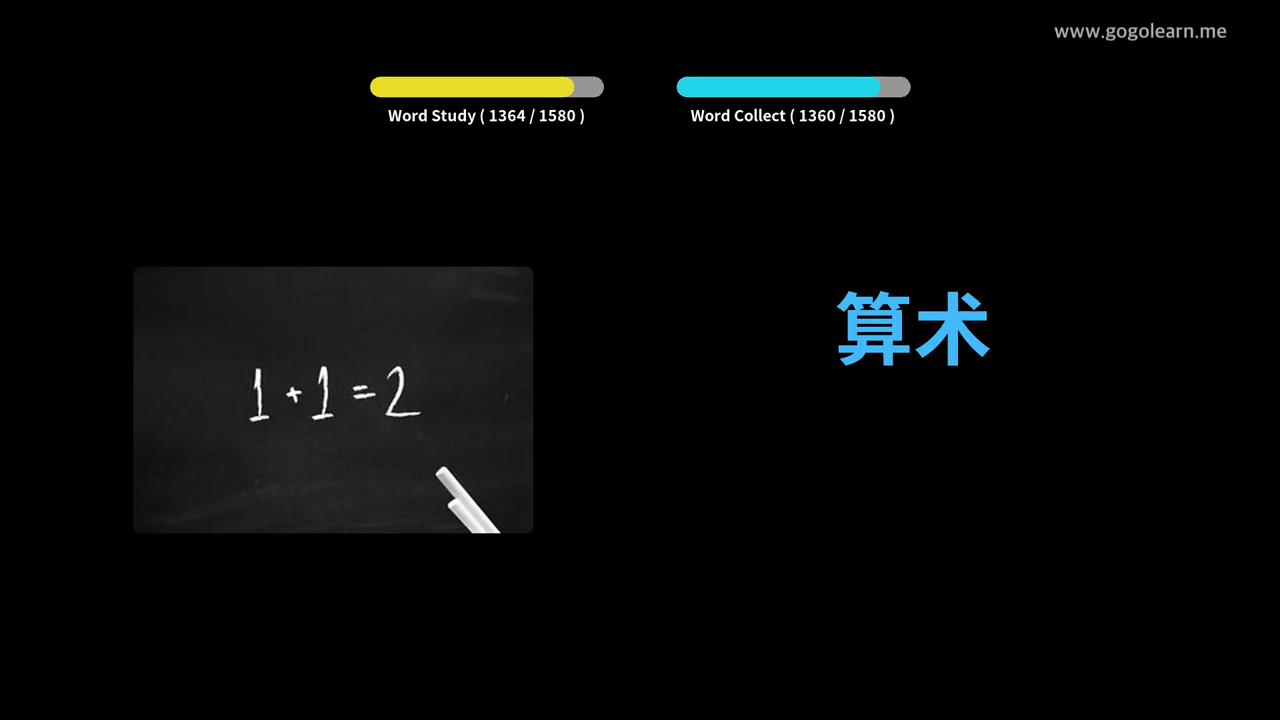 www.gogolearn.me
Word Study ( 1364 / 1580 )
Word Collect ( 1360 / 1580 )
算术
1 + 1 = 2